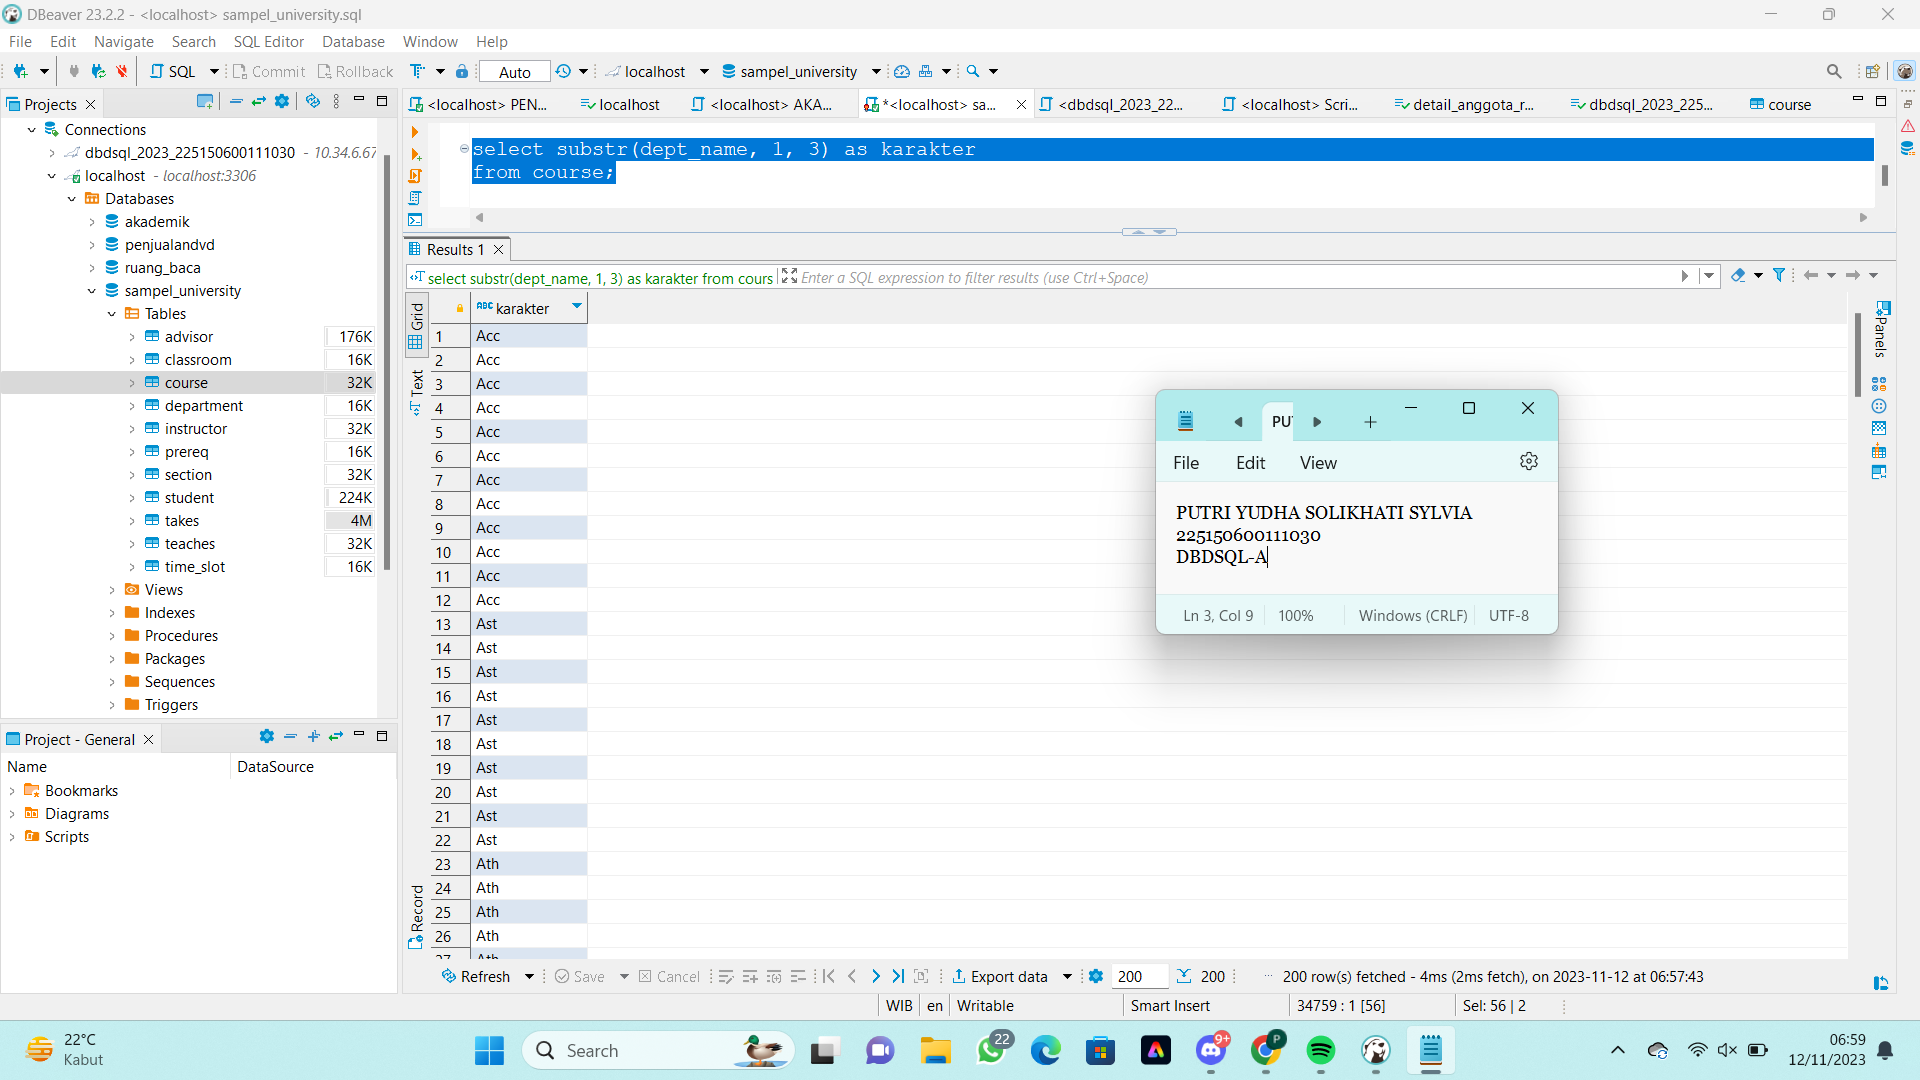 DBeaver 23.2.2 - <localhost> sampel_university.sql
File Edit Navigate Search SQL Editor Database Window Help
SQL Commit Rollback Auto localhost sampel_university
Projects
<localhost> PEN... localhost <localhost> AKA... *<localhost> sa... <dbdsql_2023_22... <localhost> Scri... detail_anggota_r... dbdsql_2023_225... course
Connections
dbdsql_2023_225150600111030 - 10.34.6.67
localhost - localhost:3306
Databases
akademik
penjualandvd
ruang_baca
sampel_university
Tables
advisor 176K
classroom 16K
course 32K
department 16K
instructor 32K
prereq 16K
section 32K
student 224K
takes 4M
teaches 32K
time_slot 16K
Views
Indexes
Procedures
Packages
Sequences
Triggers
Project - General
Name DataSource
Bookmarks
Diagrams
Scripts
select substr(dept_name, 1, 3) as karakter
from course;
Results 1
select substr(dept_name, 1, 3) as karakter from cours Enter a SQL expression to filter results (use Ctrl+Space)
Grid
Text
Record
Panels
ABC karakter
1 Acc
2 Acc
3 Acc
4 Acc
5 Acc
6 Acc
7 Acc
8 Acc
9 Acc
10 Acc
11 Acc
12 Acc
13 Ast
14 Ast
15 Ast
16 Ast
17 Ast
18 Ast
19 Ast
20 Ast
21 Ast
22 Ast
23 Ath
24 Ath
25 Ath
26 Ath
27 Ath
PU
File Edit View
PUTRI YUDHA SOLIKHATI SYLVIA
225150600111030
DBDSQL-A
Ln 3, Col 9 100% Windows (CRLF) UTF-8
Refresh Save Cancel Export data 200 200 200 row(s) fetched - 4ms (2ms fetch), on 2023-11-12 at 06:57:43
WIB en Writable Smart Insert 34759 : 1 [56] Sel: 56 | 2
22°C
Kabut
Search
22
9+
P
06:59
12/11/2023